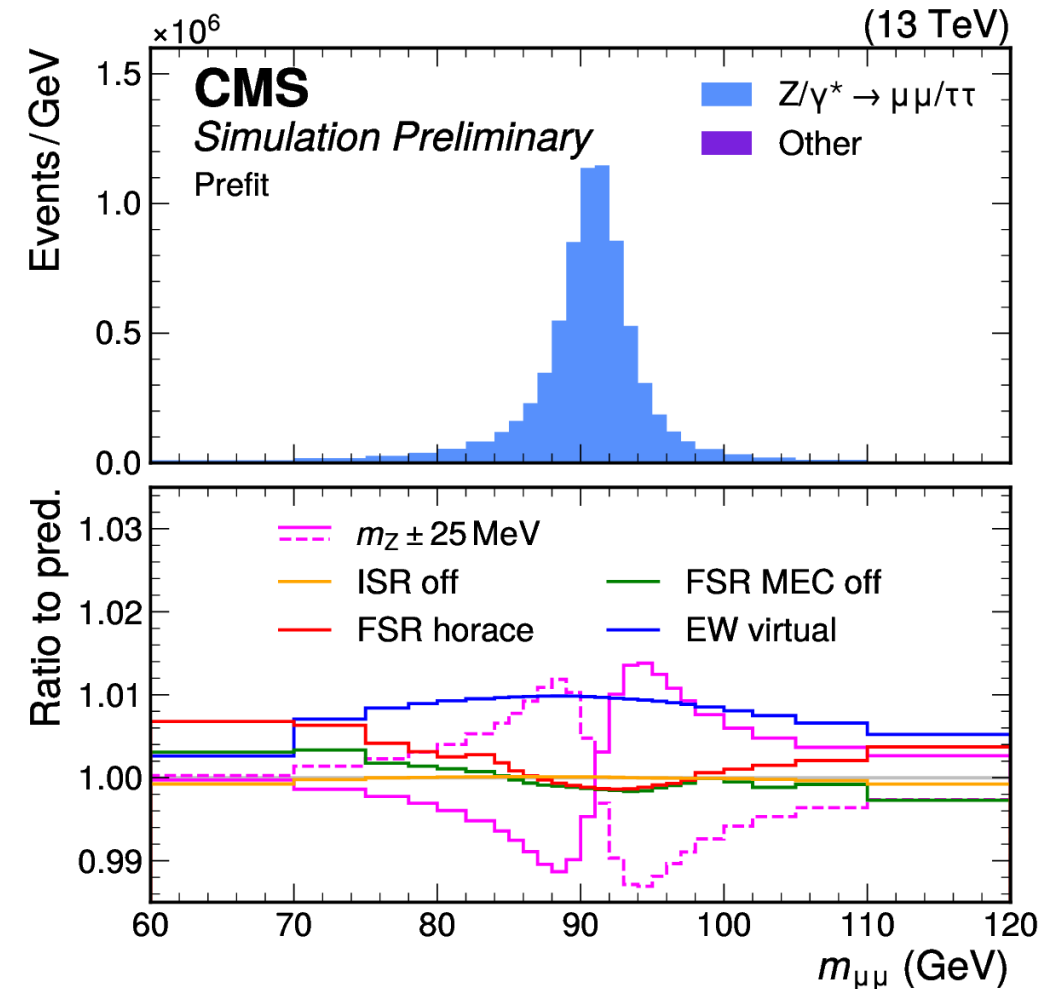 ×10⁶
(13 TeV)
Events/GeV
1.5
1.0
0.5
0.0
CMS
Simulation Preliminary
Prefit
Z/γ* → μμ/ττ
Other
Ratio to pred.
1.03
1.02
1.01
1.00
0.99
m_Z ± 25 MeV
ISR off
FSR MEC off
FSR horace
EW virtual
60 70 80 90 100 110 120
m_μμ (GeV)